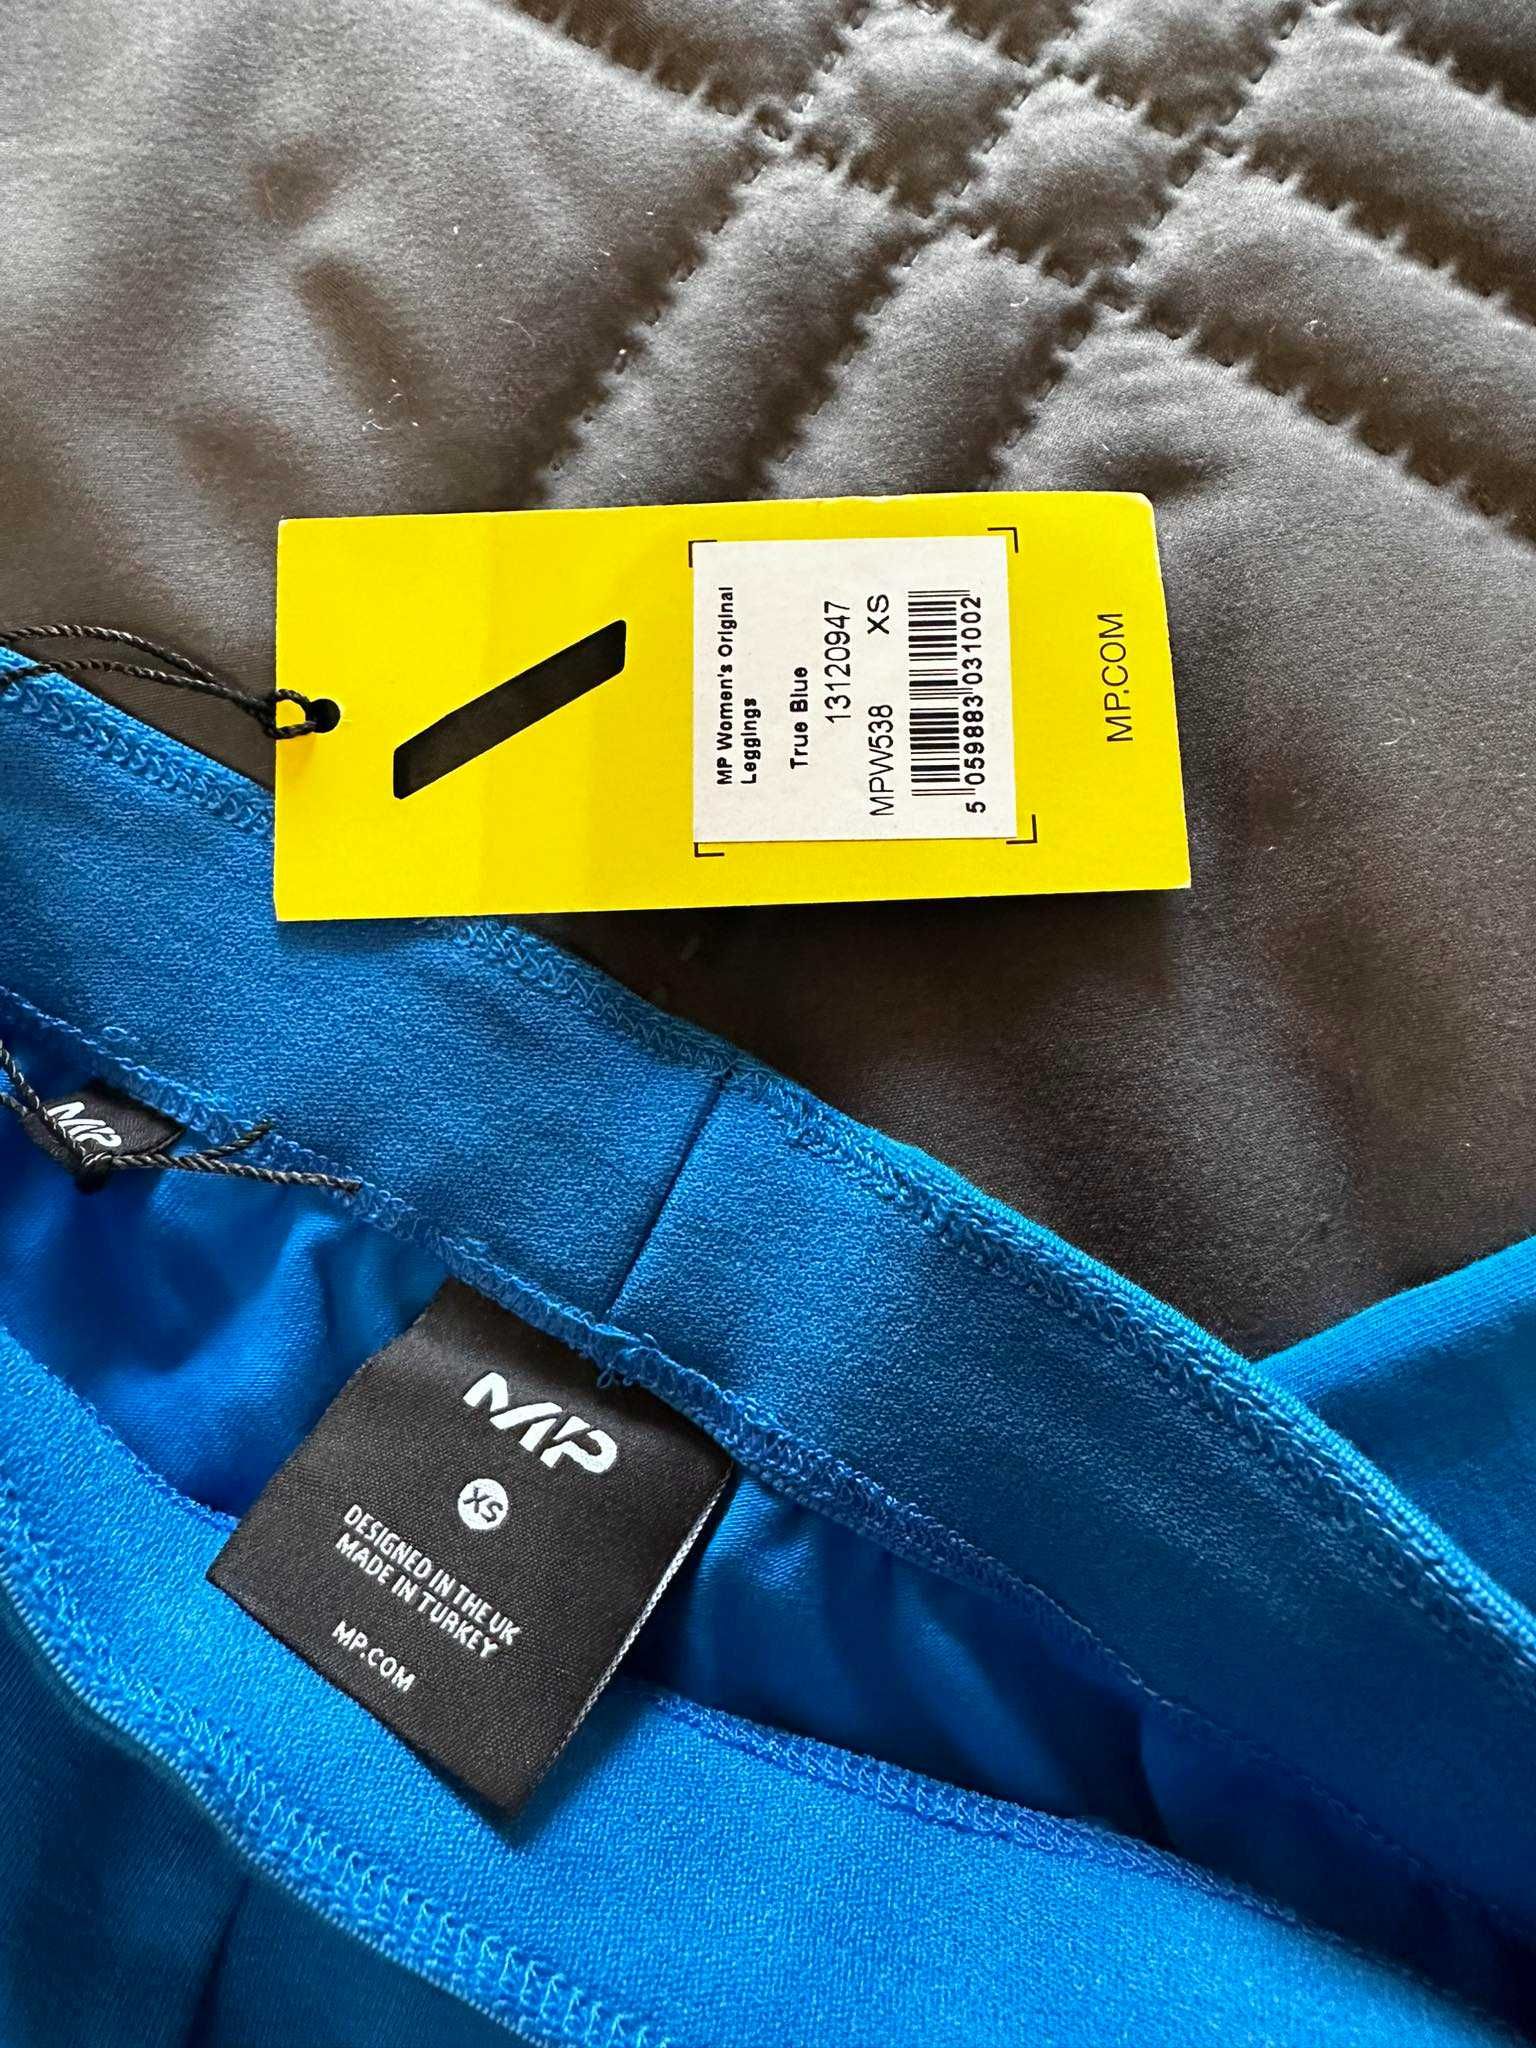 MP Women's Original
Leggings
True Blue
13120947
MPW538 XS
5 059883 031002
MP.COM
MP
MP
XS
DESIGNED IN THE UK
MADE IN TURKEY
MP.COM